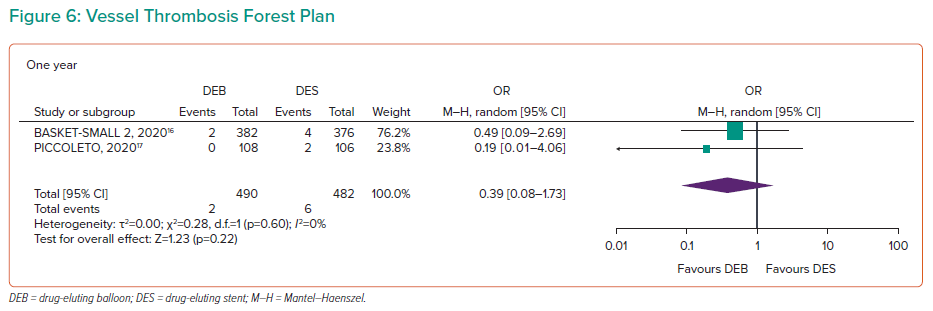 Figure 6: Vessel Thrombosis Forest Plan
One year
DEB DES OR OR
Study or subgroup Events Total Events Total Weight M–H, random [95% CI] M–H, random [95% CI]
BASKET-SMALL 2, 2020¹⁶ 2 382 4 376 76.2% 0.49 [0.09–2.69]
PICCOLETO, 2020¹⁷ 0 108 2 106 23.8% 0.19 [0.01–4.06]
Total [95% CI] 490 482 100.0% 0.39 [0.08–1.73]
Total events 2 6
Heterogeneity: τ²=0.00; χ²=0.28, d.f.=1 (p=0.60); I²=0%
Test for overall effect: Z=1.23 (p=0.22)
0.01 0.1 1 10 100
Favours DEB Favours DES
DEB = drug-eluting balloon; DES = drug-eluting stent; M–H = Mantel–Haenszel.